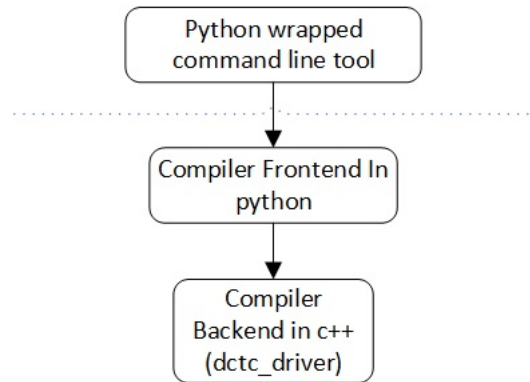 Python wrapped
command line tool
Compiler Frontend In
python
Compiler
Backend in c++
(dctc_driver)